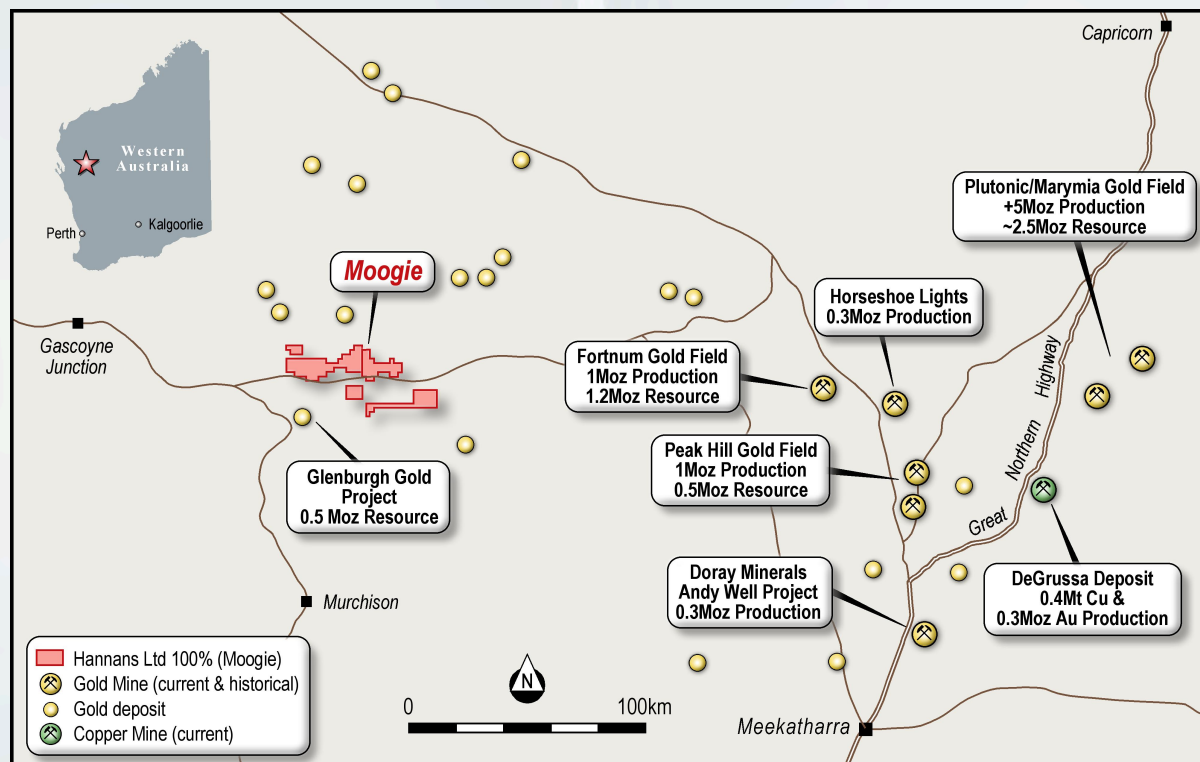 Capricorn
Western
Australia
Kalgoorlie
Perth
Plutonic/Marymia Gold Field
+5Moz Production
~2.5Moz Resource
Moogie
Horseshoe Lights
0.3Moz Production
Gascoyne
Junction
Fortnum Gold Field
1Moz Production
1.2Moz Resource
Great Northern Highway
Peak Hill Gold Field
1Moz Production
0.5Moz Resource
Glenburgh Gold
Project
0.5 Moz Resource
Doray Minerals
Andy Well Project
0.3Moz Production
DeGrussa Deposit
0.4Mt Cu &
0.3Moz Au Production
Murchison
Hannans Ltd 100% (Moogie)
Gold Mine (current & historical)
Gold deposit
Copper Mine (current)
N
0 100km
Meekatharra